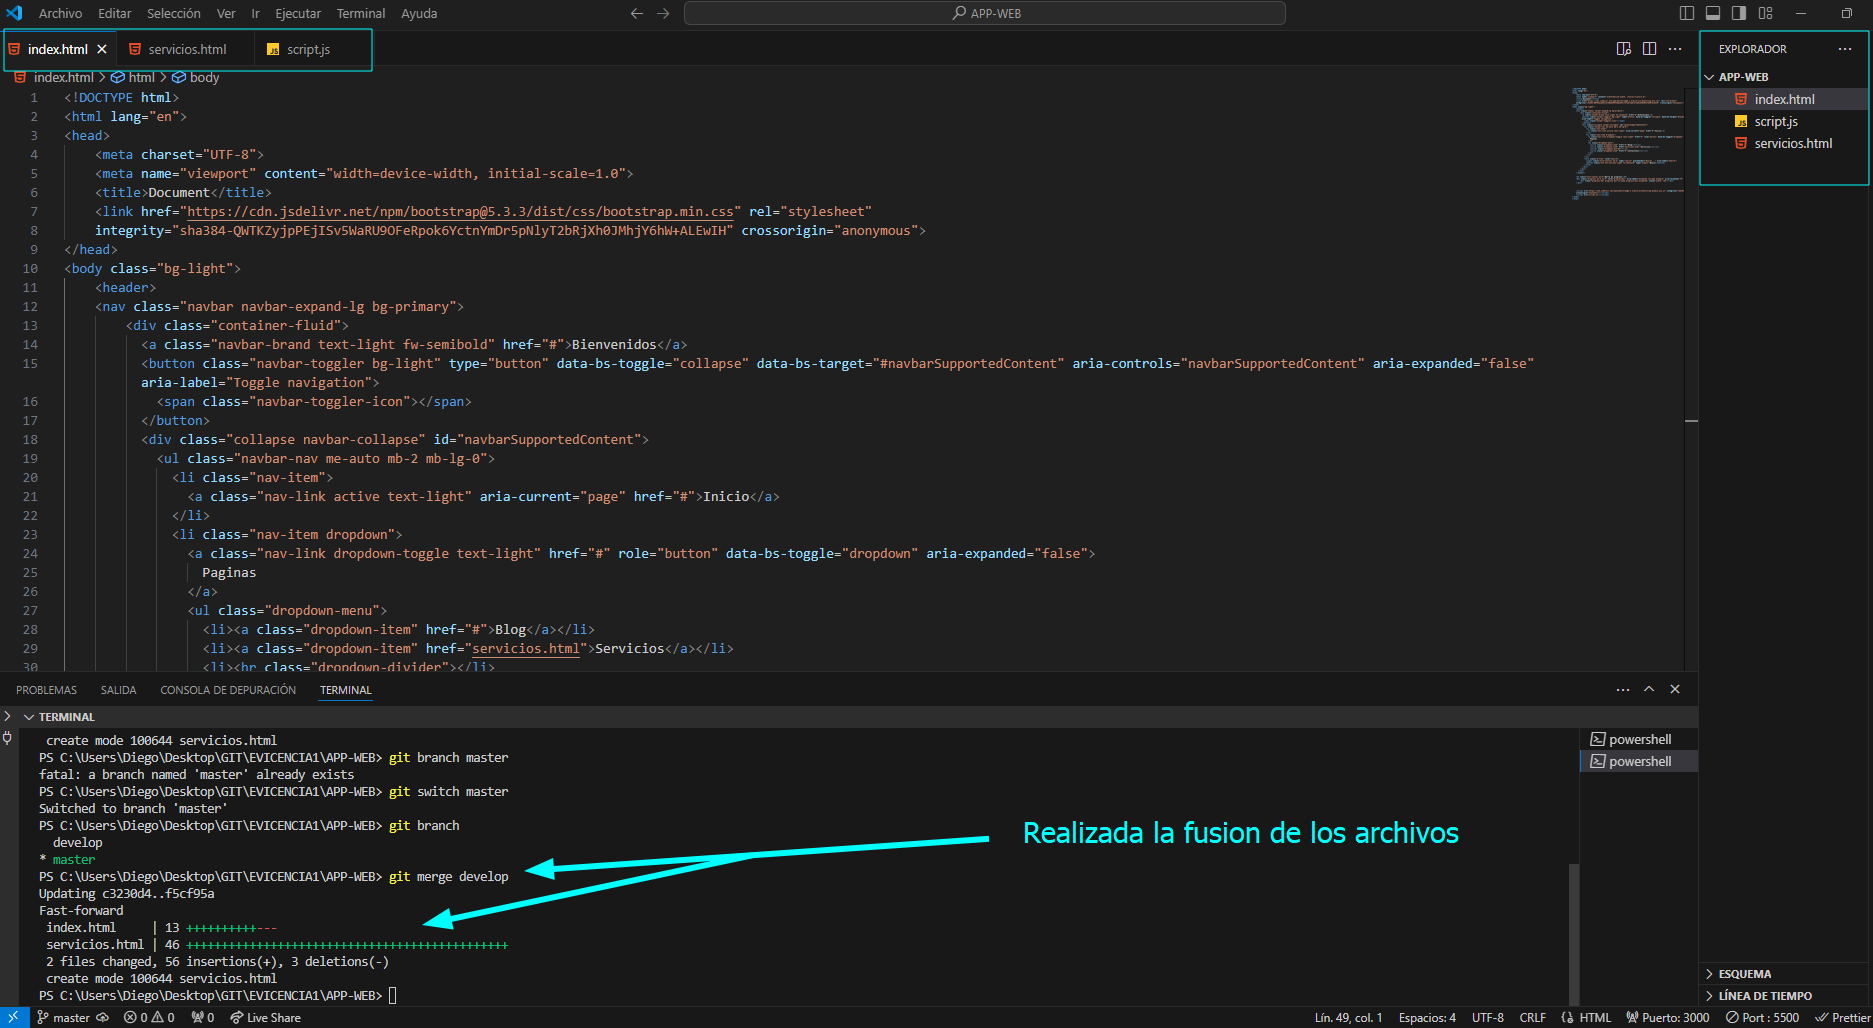 Archivo Editar Selección Ver Ir Ejecutar Terminal Ayuda
APP-WEB
index.html
servicios.html
script.js
index.html > html > body
1 <!DOCTYPE html>
2 <html lang="en">
3 <head>
4 <meta charset="UTF-8">
5 <meta name="viewport" content="width=device-width, initial-scale=1.0">
6 <title>Document</title>
7 <link href="https://cdn.jsdelivr.net/npm/bootstrap@5.3.3/dist/css/bootstrap.min.css" rel="stylesheet"
8 integrity="sha384-QWTKZyjpPEjISv5WaRU9OFeRpok6YctnYmDr5pNlyT2bRjXh0JMhjY6hW+ALEwIH" crossorigin="anonymous">
9 </head>
10 <body class="bg-light">
11 <header>
12 <nav class="navbar navbar-expand-lg bg-primary">
13 <div class="container-fluid">
14 <a class="navbar-brand text-light fw-semibold" href="#">Bienvenidos</a>
15 <button class="navbar-toggler bg-light" type="button" data-bs-toggle="collapse" data-bs-target="#navbarSupportedContent" aria-controls="navbarSupportedContent" aria-expanded="false"
aria-label="Toggle navigation">
16 <span class="navbar-toggler-icon"></span>
17 </button>
18 <div class="collapse navbar-collapse" id="navbarSupportedContent">
19 <ul class="navbar-nav me-auto mb-2 mb-lg-0">
20 <li class="nav-item">
21 <a class="nav-link active text-light" aria-current="page" href="#">Inicio</a>
22 </li>
23 <li class="nav-item dropdown">
24 <a class="nav-link dropdown-toggle text-light" href="#" role="button" data-bs-toggle="dropdown" aria-expanded="false">
25 Paginas
26 </a>
27 <ul class="dropdown-menu">
28 <li><a class="dropdown-item" href="#">Blog</a></li>
29 <li><a class="dropdown-item" href="servicios.html">Servicios</a></li>
30 <li><hr class="dropdown-divider"></li>
EXPLORADOR
APP-WEB
index.html
JS script.js
servicios.html
PROBLEMAS SALIDA CONSOLA DE DEPURACIÓN TERMINAL
TERMINAL
create mode 100644 servicios.html
PS C:\Users\Diego\Desktop\GIT\EVICENCIA1\APP-WEB> git branch master
fatal: a branch named 'master' already exists
PS C:\Users\Diego\Desktop\GIT\EVICENCIA1\APP-WEB> git switch master
Switched to branch 'master'
PS C:\Users\Diego\Desktop\GIT\EVICENCIA1\APP-WEB> git branch
develop
* master
PS C:\Users\Diego\Desktop\GIT\EVICENCIA1\APP-WEB> git merge develop
Updating c3230d4..f5cf95a
Fast-forward
index.html | 13 ++++++++++---
servicios.html | 46 ++++++++++++++++++++++++++++++++++++++++++++++
2 files changed, 56 insertions(+), 3 deletions(-)
create mode 100644 servicios.html
PS C:\Users\Diego\Desktop\GIT\EVICENCIA1\APP-WEB>
Realizada la fusion de los archivos
powershell
powershell
ESQUEMA
LÍNEA DE TIEMPO
master 0 0 0 Live Share
Lín. 49, col. 1 Espacios: 4 UTF-8 CRLF HTML Puerto: 3000 Port : 5500 Prettier